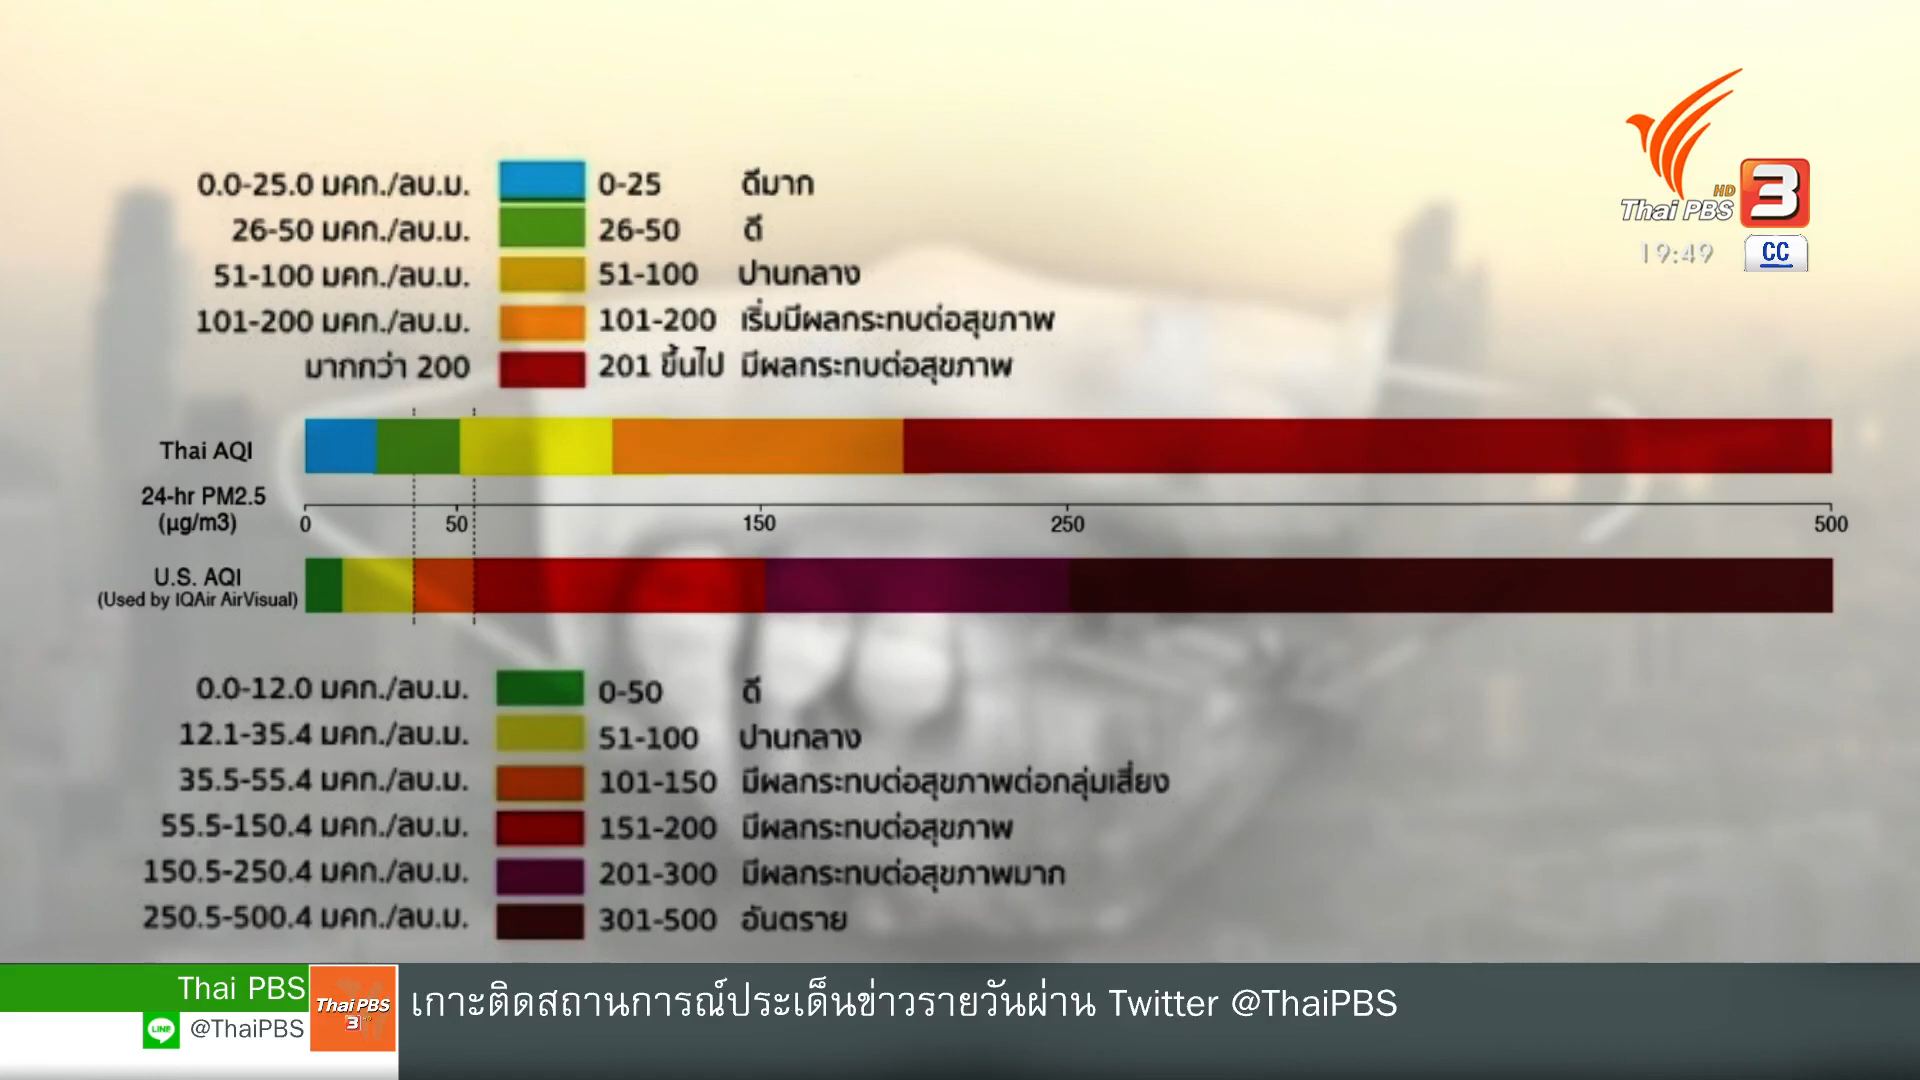 0.0-25.0 มคก./ลบ.ม. 0-25 ดีมาก
26-50 มคก./ลบ.ม. 26-50 ดี
51-100 มคก./ลบ.ม. 51-100 ปานกลาง
101-200 มคก./ลบ.ม. 101-200 เริ่มมีผลกระทบต่อสุขภาพ
มากกว่า 200 201 ขึ้นไป มีผลกระทบต่อสุขภาพ
HD
Thai PBS 3
19:49 CC
Thai AQI
24-hr PM2.5
(µg/m3)
0 50 150 250 500
U.S. AQI
(Used by IQAir AirVisual)
0.0-12.0 มคก./ลบ.ม. 0-50 ดี
12.1-35.4 มคก./ลบ.ม. 51-100 ปานกลาง
35.5-55.4 มคก./ลบ.ม. 101-150 มีผลกระทบต่อสุขภาพต่อกลุ่มเสี่ยง
55.5-150.4 มคก./ลบ.ม. 151-200 มีผลกระทบต่อสุขภาพ
150.5-250.4 มคก./ลบ.ม. 201-300 มีผลกระทบต่อสุขภาพมาก
250.5-500.4 มคก./ลบ.ม. 301-500 อันตราย
Thai PBS
LINE @ThaiPBS
Thai PBS
3
เกาะติดสถานการณ์ประเด็นข่าวรายวันผ่าน Twitter @ThaiPBS